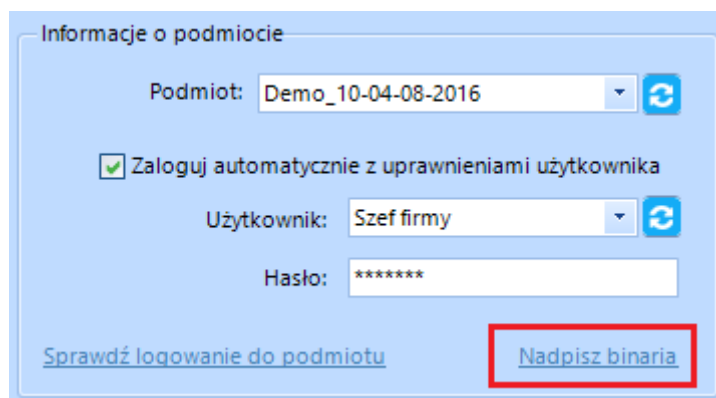 Informacje o podmiocie
Podmiot: Demo_10-04-08-2016
Zaloguj automatycznie z uprawnieniami użytkownika
Użytkownik: Szef firmy
Hasło: *******
Sprawdź logowanie do podmiotu Nadpisz binaria